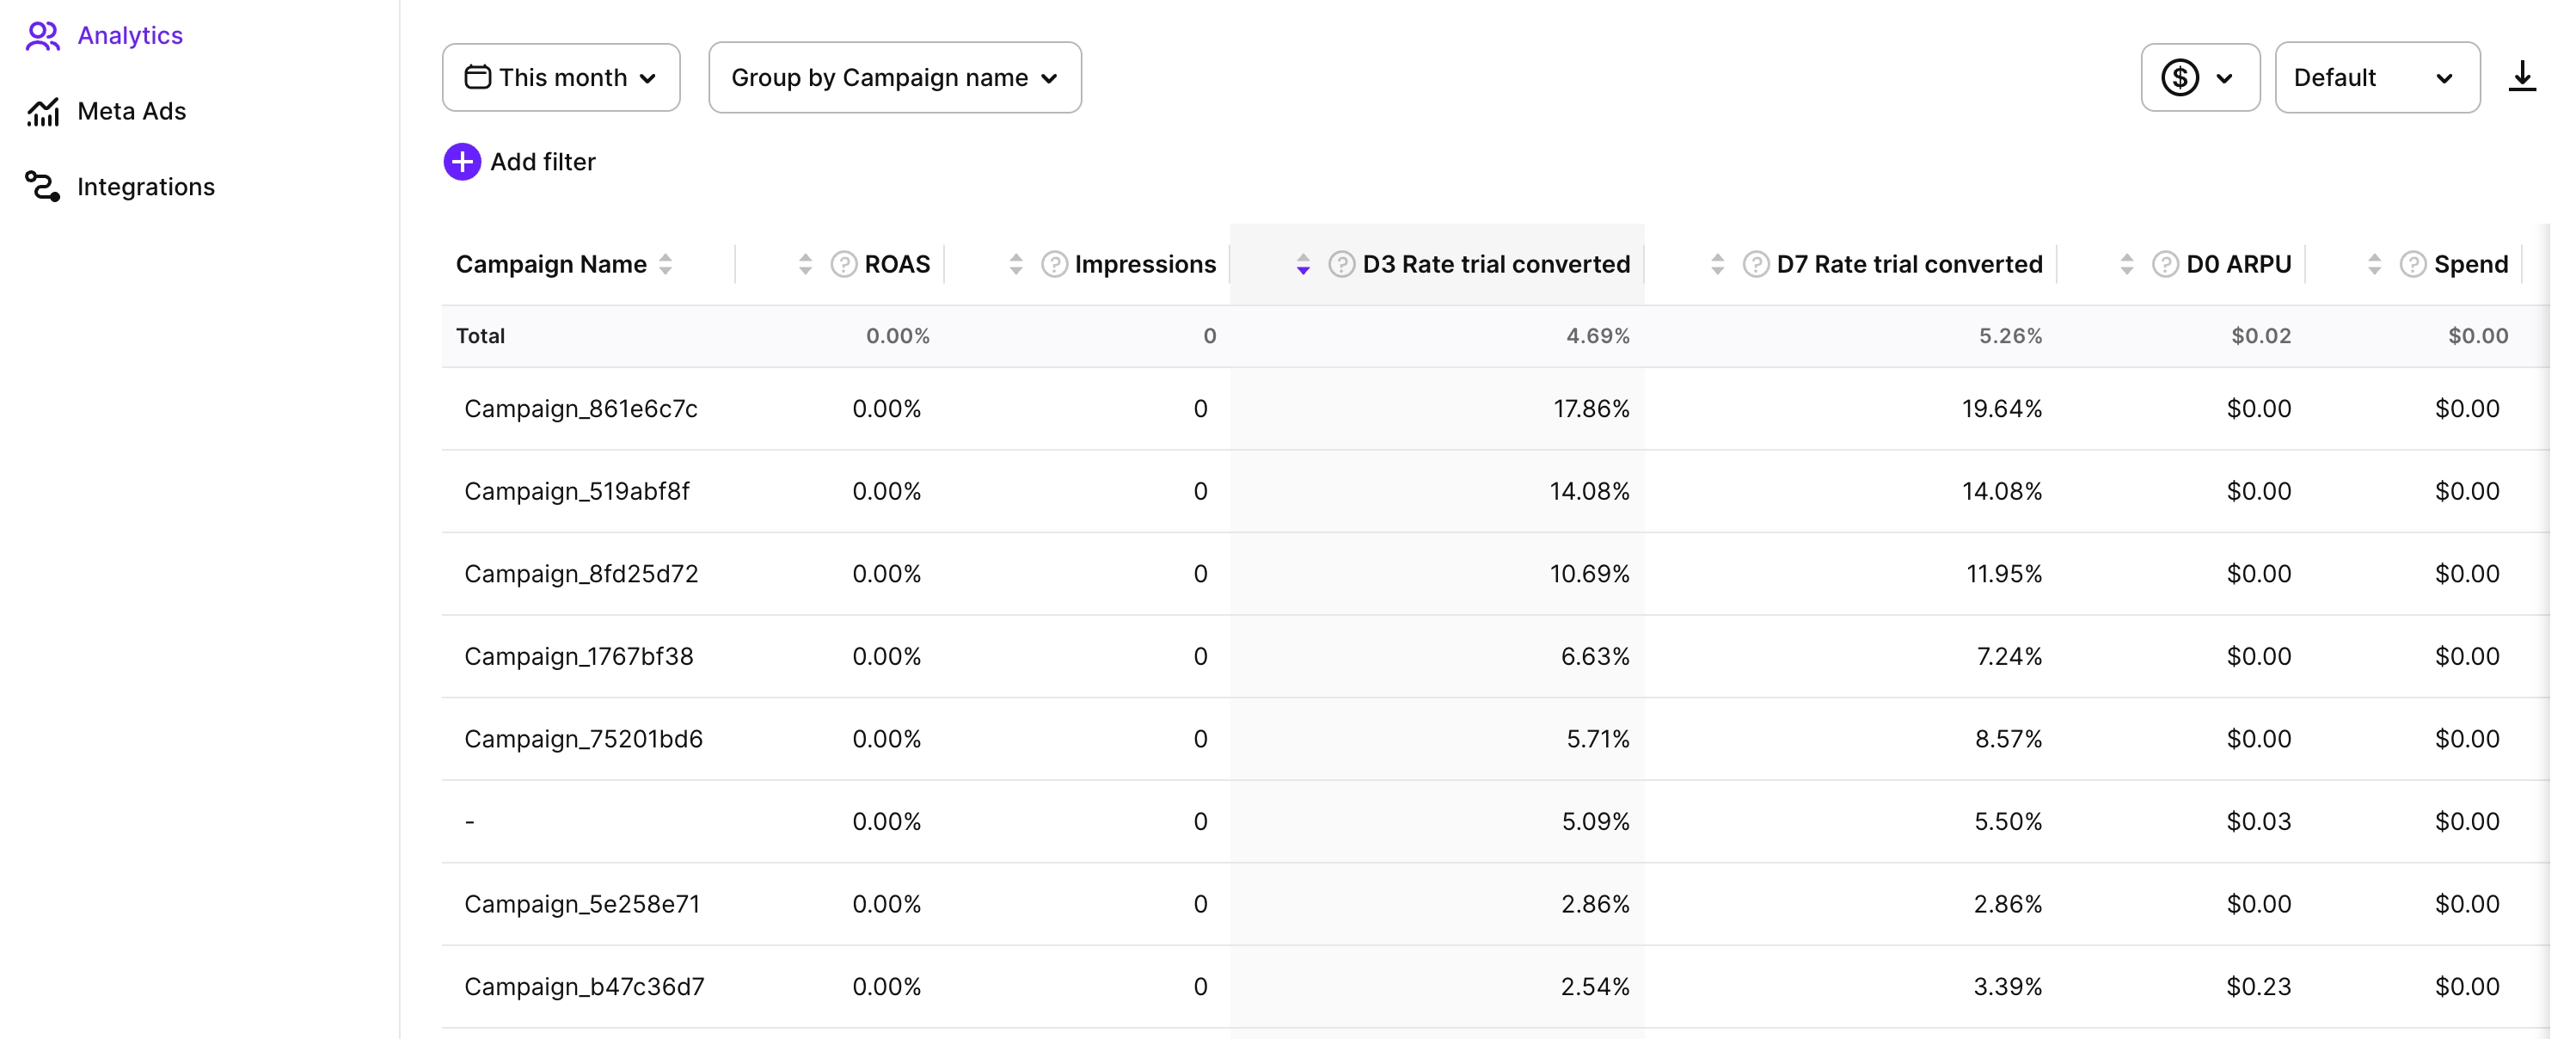 Analytics
Meta Ads
Integrations
This month
Group by Campaign name
$
Default
Add filter
Campaign Name ? ROAS ? Impressions ? D3 Rate trial converted ? D7 Rate trial converted ? D0 ARPU ? Spend
Total 0.00% 0 4.69% 5.26% $0.02 $0.00
Campaign_861e6c7c 0.00% 0 17.86% 19.64% $0.00 $0.00
Campaign_519abf8f 0.00% 0 14.08% 14.08% $0.00 $0.00
Campaign_8fd25d72 0.00% 0 10.69% 11.95% $0.00 $0.00
Campaign_1767bf38 0.00% 0 6.63% 7.24% $0.00 $0.00
Campaign_75201bd6 0.00% 0 5.71% 8.57% $0.00 $0.00
- 0.00% 0 5.09% 5.50% $0.03 $0.00
Campaign_5e258e71 0.00% 0 2.86% 2.86% $0.00 $0.00
Campaign_b47c36d7 0.00% 0 2.54% 3.39% $0.23 $0.00